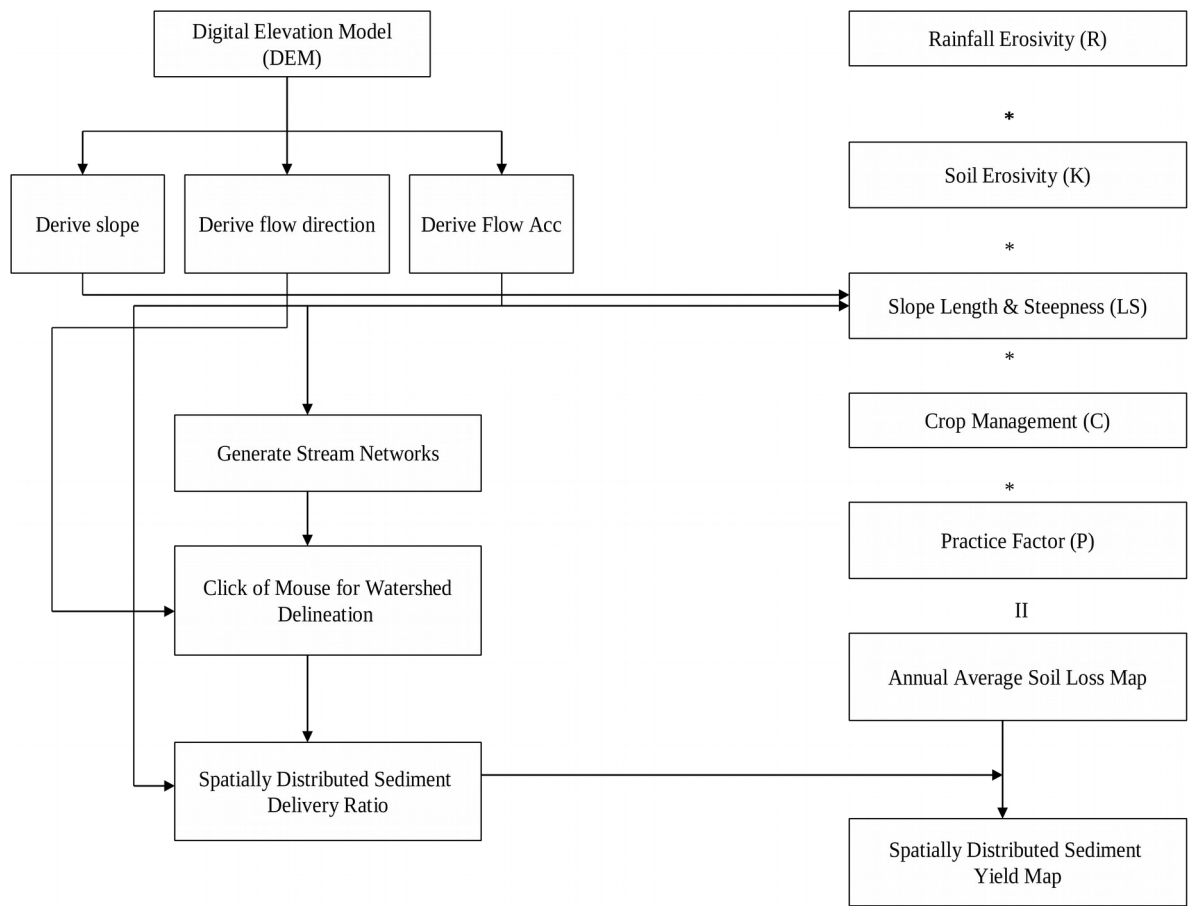 Digital Elevation Model
(DEM)
Derive slope
Derive flow direction
Derive Flow Acc
Generate Stream Networks
Click of Mouse for Watershed
Delineation
Spatially Distributed Sediment
Delivery Ratio
Rainfall Erosivity (R)
*
Soil Erosivity (K)
*
Slope Length & Steepness (LS)
*
Crop Management (C)
*
Practice Factor (P)
II
Annual Average Soil Loss Map
Spatially Distributed Sediment
Yield Map